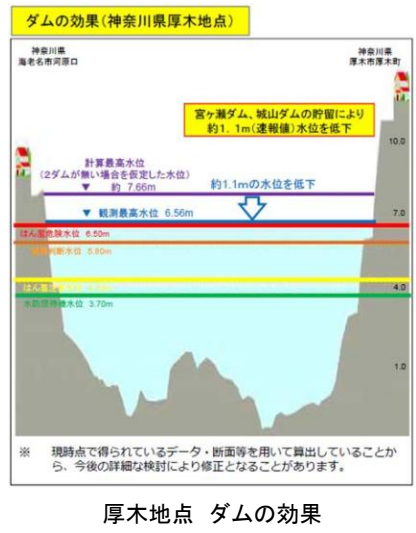 ダムの効果(神奈川県厚木地点)
神奈川県
海老名市河原口
神奈川県
厚木市厚木町
宮ヶ瀬ダム、城山ダムの貯留により
約1.1m(速報値)水位を低下
計算最高水位
(2ダムが無い場合を仮定した水位)
▼ 約 7.66m
約1.1mの水位を低下
▼ 観測最高水位 6.56m
はん濫危険水位 6.50m
判断水位
はん濫
水防団待機水位 3.70m
10.0
7.0
4.0
1.0
※ 現時点で得られているデータ・断面等を用いて算出していることか
ら、今後の詳細な検討により修正となることがあります。
厚木地点 ダムの効果